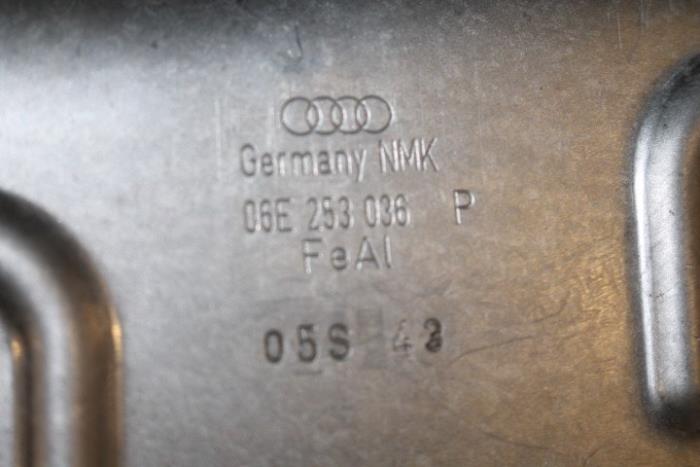 Germany NMK
06E 253 036 P
FeAl
05S 43